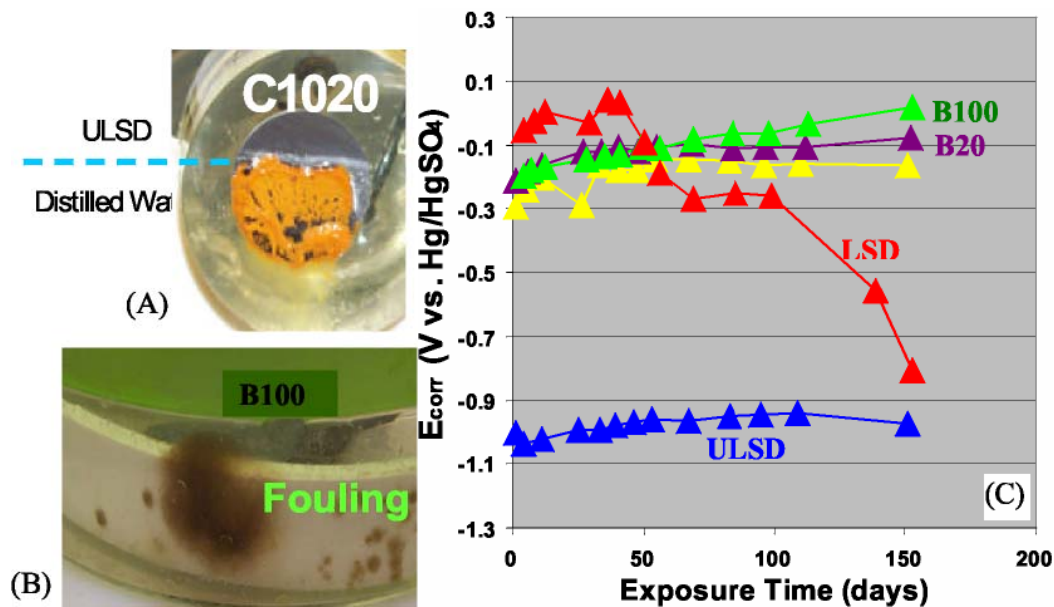 C1020
ULSD
Distilled Wat
(A)
B100
Fouling
(B)
Ecorr (V vs. Hg/HgSO4)
0.3
0.1
-0.1
-0.3
-0.5
-0.7
-0.9
-1.1
-1.3
B100
B20
LSD
ULSD
(C)
0
50
100
150
200
Exposure Time (days)